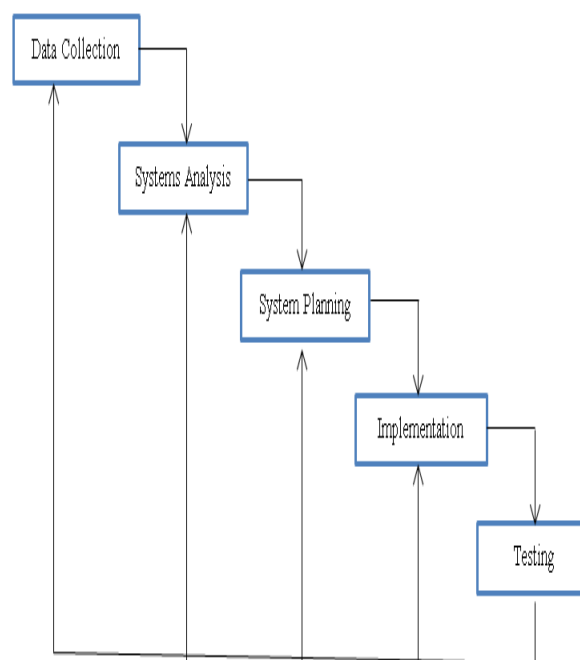 Data Collection
Systems Analysis
System Planning
Implementation
Testing